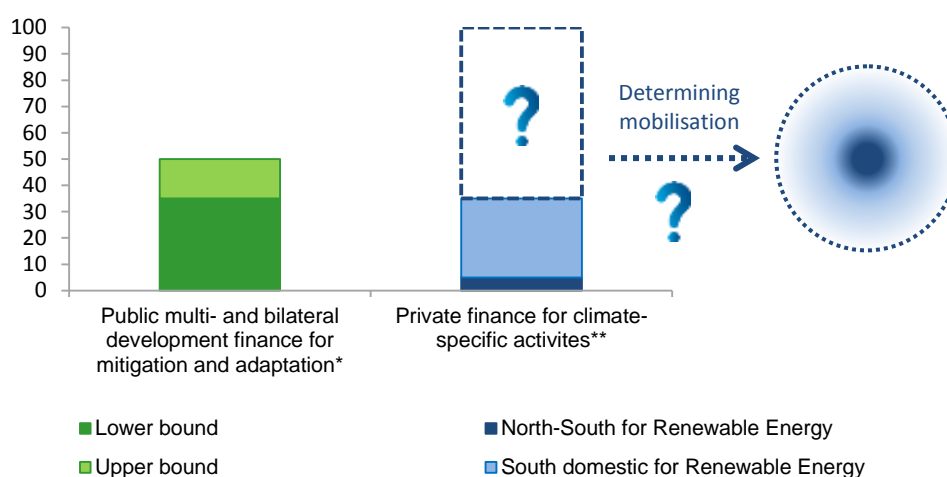 100
90
80
70
60
50
40
30
20
10
0
?
Determining
mobilisation
?
Public multi- and bilateral
development finance for
mitigation and adaptation*
Private finance for climate-
specific activites**
Lower bound
North-South for Renewable Energy
Upper bound
South domestic for Renewable Energy